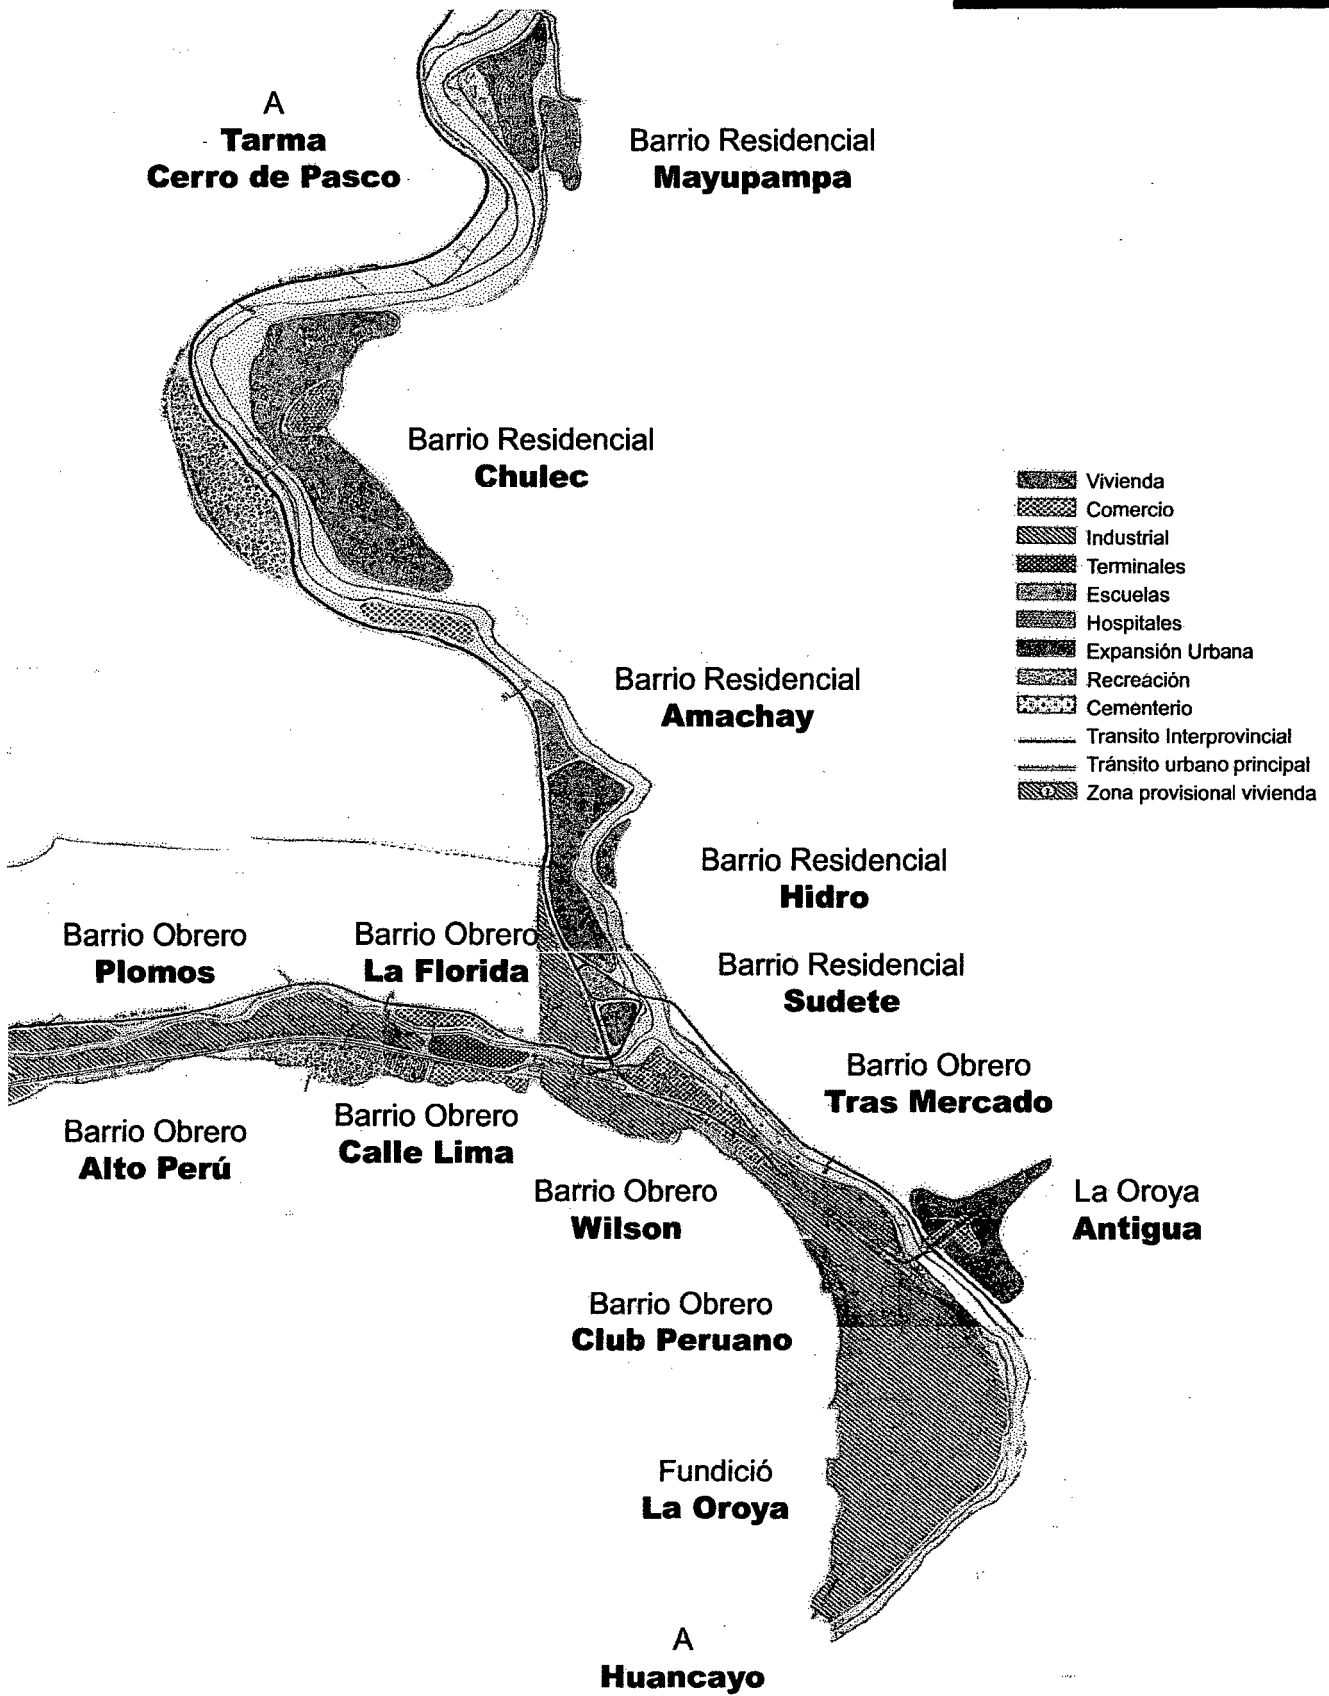 A
Tarma
Cerro de Pasco
Barrio Residencial
Mayupampa
Barrio Residencial
Chulec
Vivienda
Comercio
Industrial
Terminales
Escuelas
Hospitales
Expansión Urbana
Recreación
Cementerio
Transito Interprovincial
Tránsito urbano principal
Zona provisional vivienda
Barrio Residencial
Amachay
Barrio Residencial
Hidro
Barrio Obrero
Plomos
Barrio Obrero
La Florida
Barrio Residencial
Sudete
Barrio Obrero
Tras Mercado
Barrio Obrero
Alto Perú
Barrio Obrero
Calle Lima
Barrio Obrero
Wilson
La Oroya
Antigua
Barrio Obrero
Club Peruano
Fundició
La Oroya
A
Huancayo